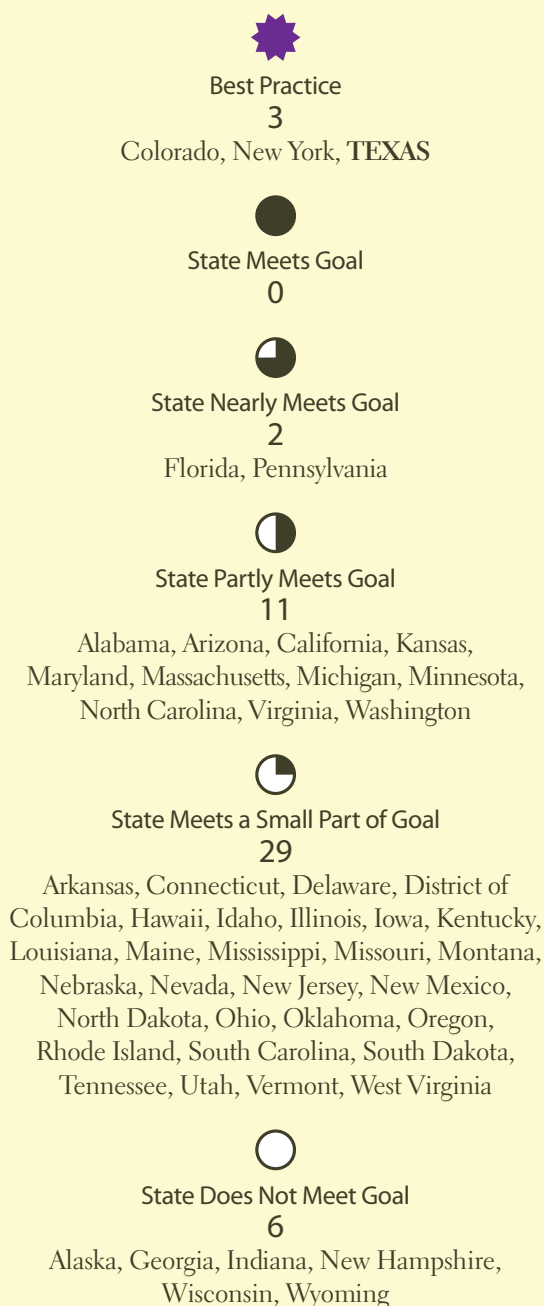 Best Practice
3
Colorado, New York, TEXAS
State Meets Goal
0
State Nearly Meets Goal
2
Florida, Pennsylvania
State Partly Meets Goal
11
Alabama, Arizona, California, Kansas,
Maryland, Massachusetts, Michigan, Minnesota,
North Carolina, Virginia, Washington
State Meets a Small Part of Goal
29
Arkansas, Connecticut, Delaware, District of
Columbia, Hawaii, Idaho, Illinois, Iowa, Kentucky,
Louisiana, Maine, Mississippi, Missouri, Montana,
Nebraska, Nevada, New Jersey, New Mexico,
North Dakota, Ohio, Oklahoma, Oregon,
Rhode Island, South Carolina, South Dakota,
Tennessee, Utah, Vermont, West Virginia
State Does Not Meet Goal
6
Alaska, Georgia, Indiana, New Hampshire,
Wisconsin, Wyoming